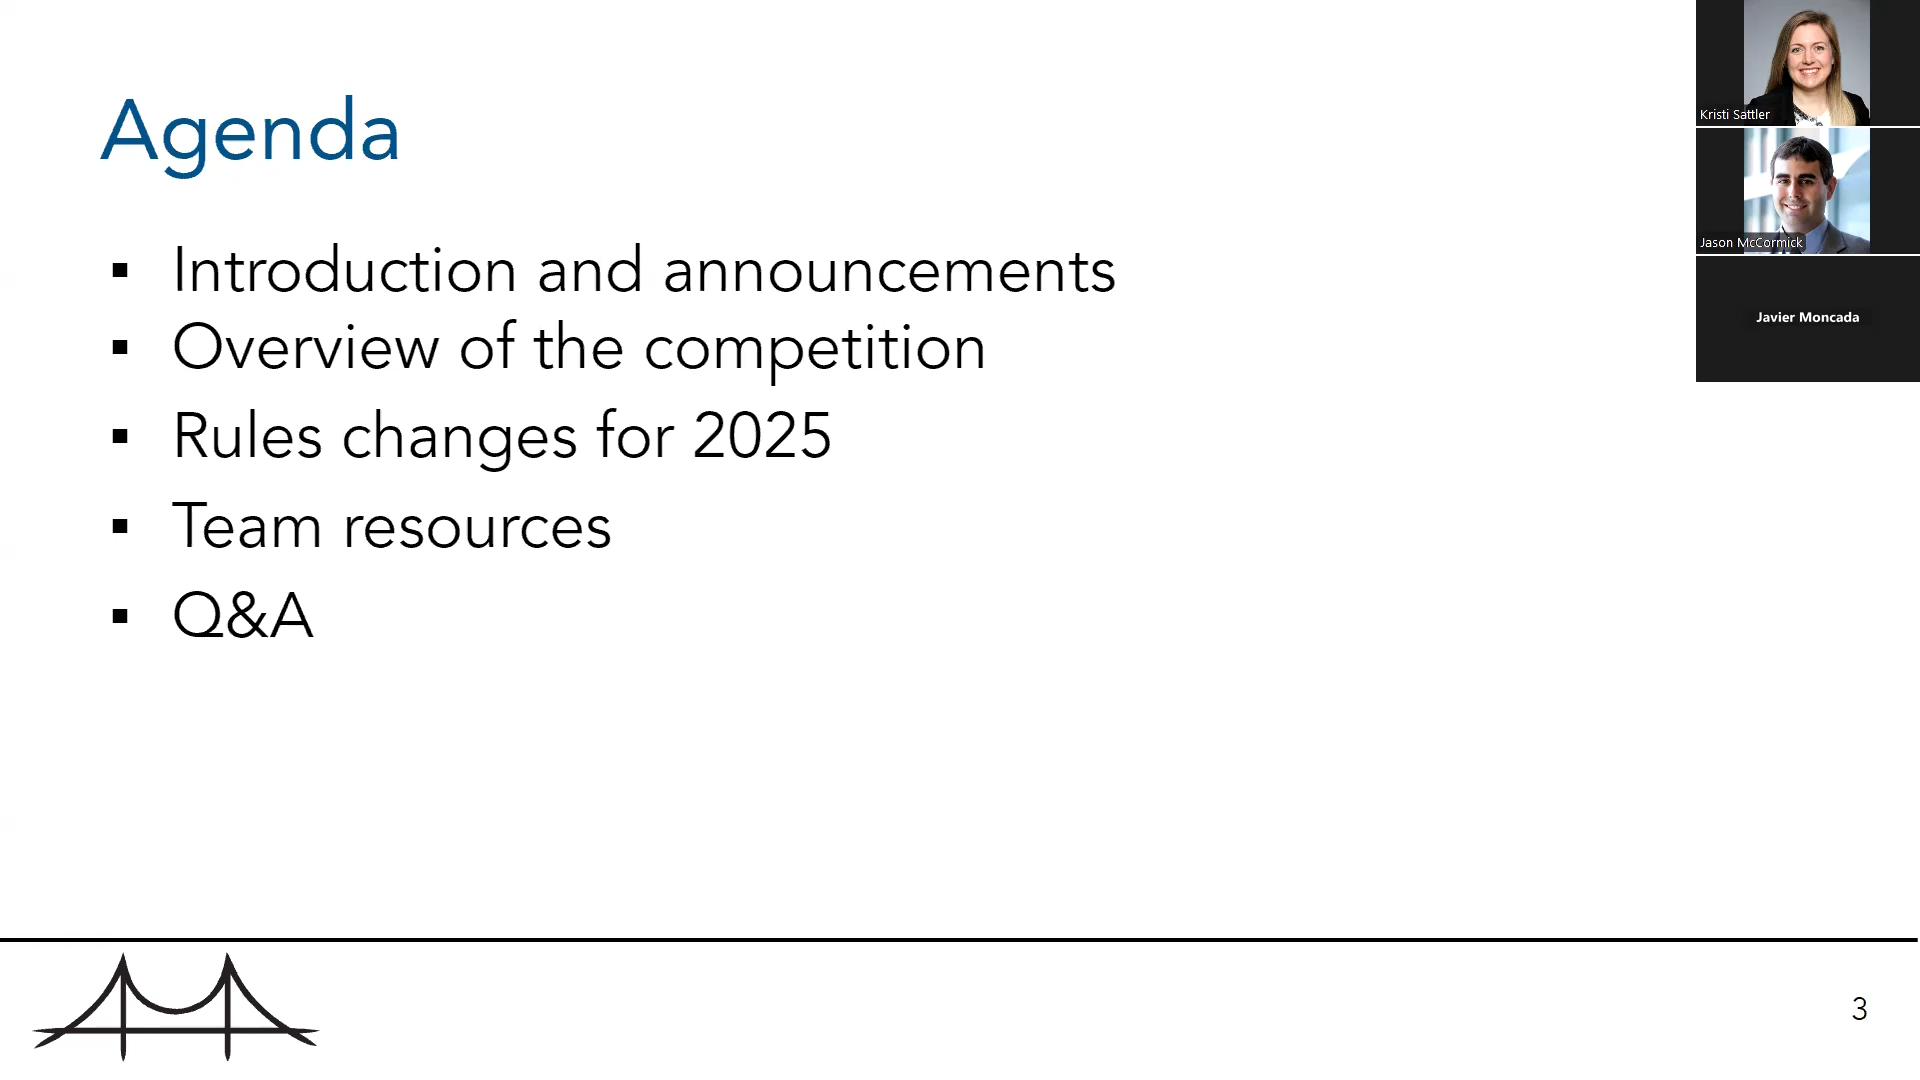 Agenda
▪ Introduction and announcements
▪ Overview of the competition
▪ Rules changes for 2025
▪ Team resources
▪ Q&A
Kristi Sattler
Jason McCormick
Javier Moncada
3